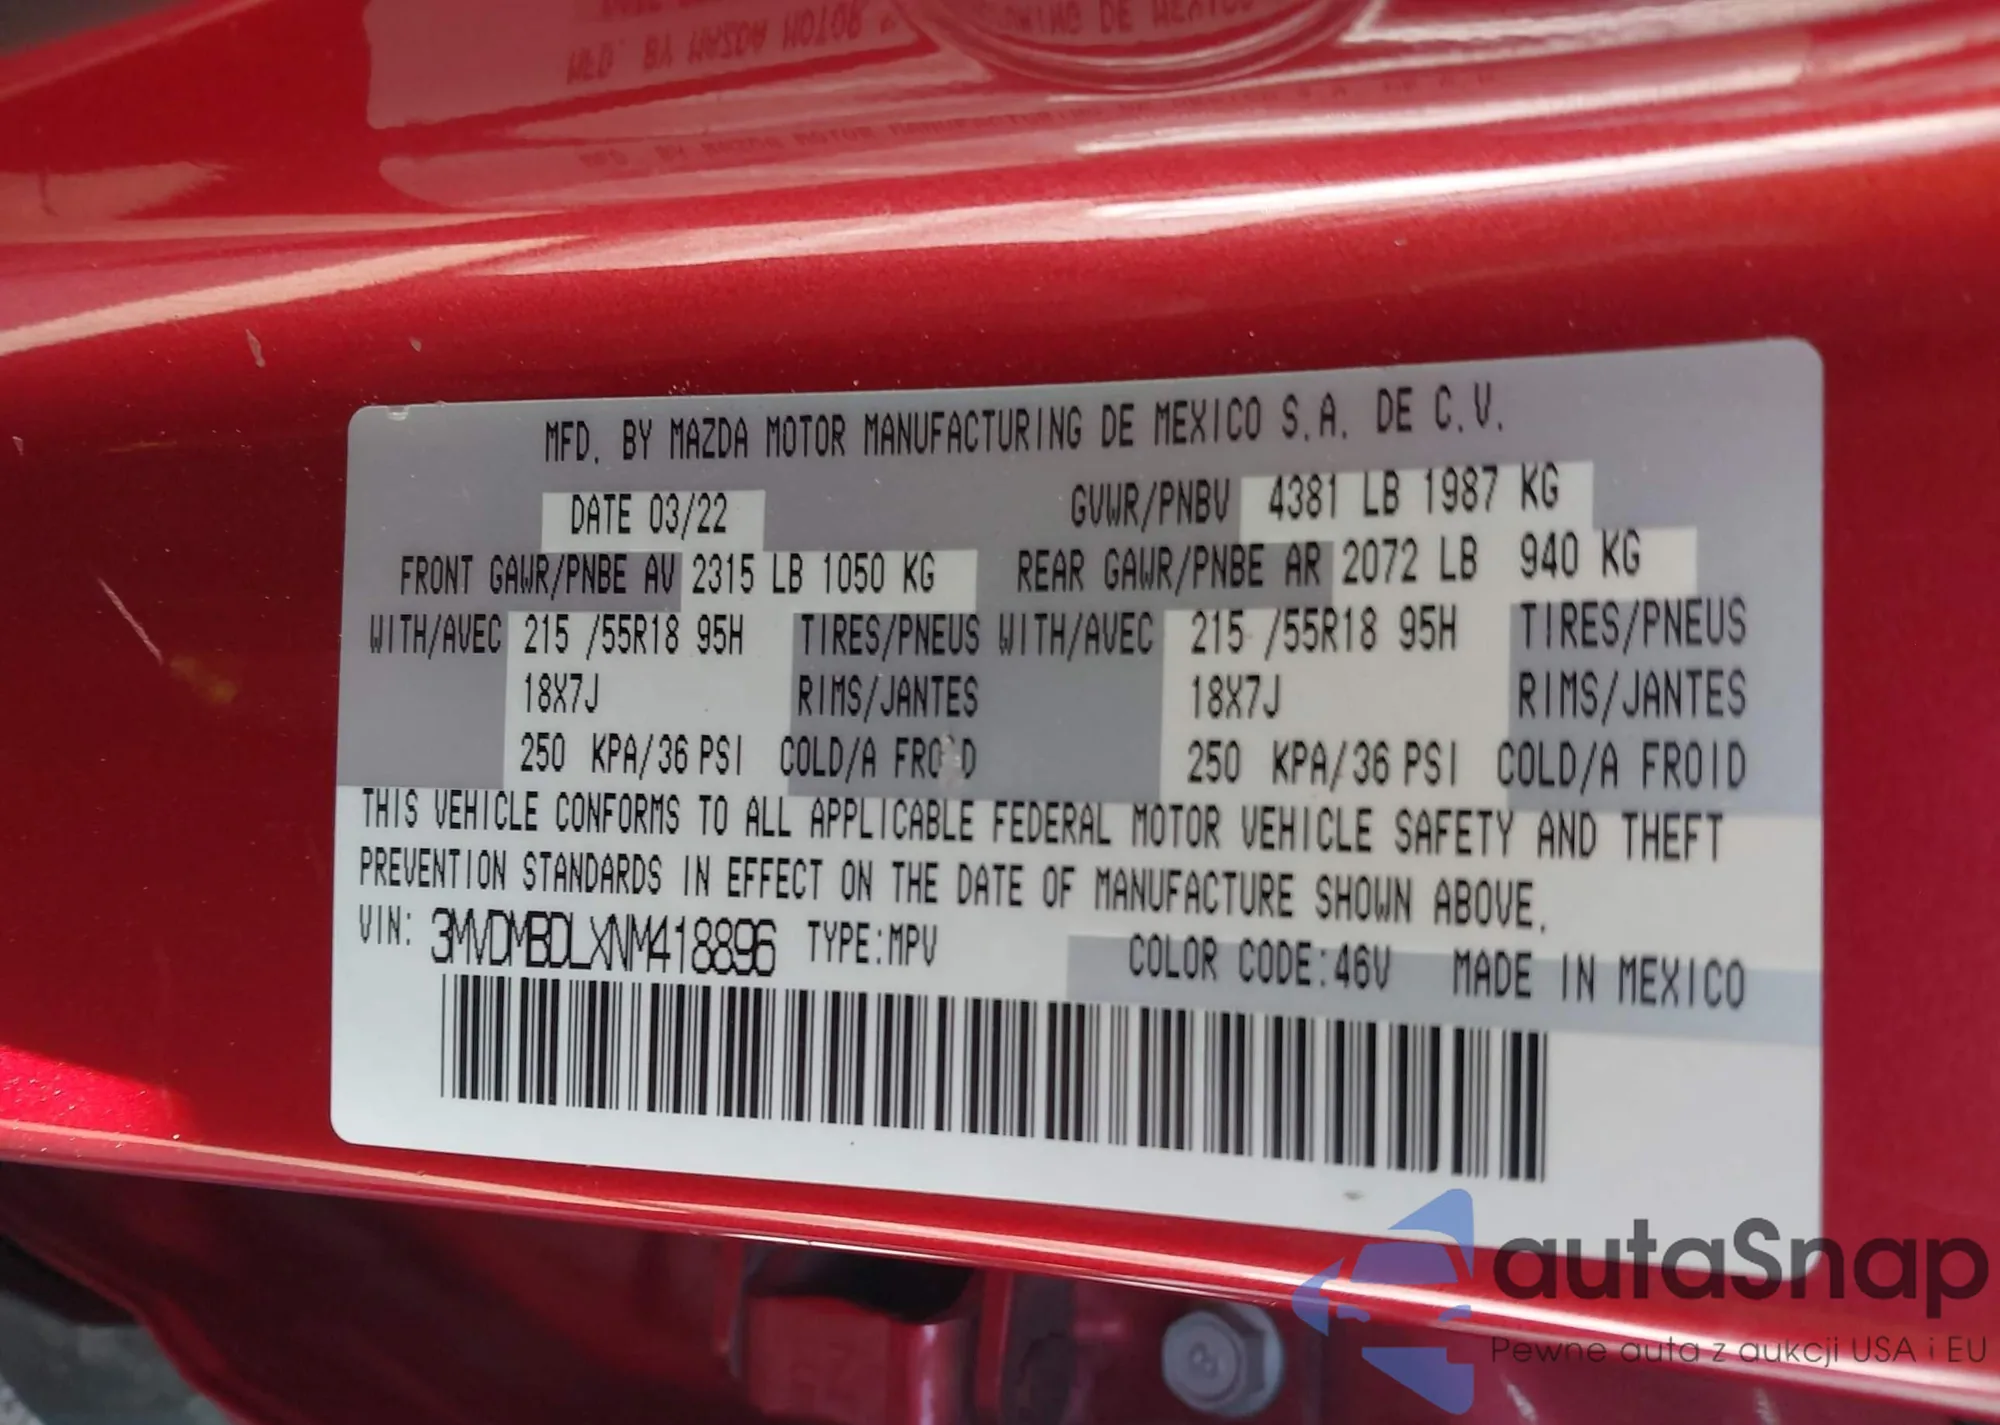 MFD. BY MAZDA MOTOR MANUFACTURING DE MEXICO S.A. DE C.V.
DATE 03/22 GVWR/PNBV 4381 LB 1987 KG
FRONT GAWR/PNBE AV 2315 LB 1050 KG REAR GAWR/PNBE AR 2072 LB 940 KG
WITH/AVEC 215 /55R18 95H TIRES/PNEUS WITH/AVEC 215 /55R18 95H TIRES/PNEUS
18X7J RIMS/JANTES 18X7J RIMS/JANTES
250 KPA/36 PSI COLD/A FROID 250 KPA/36 PSI COLD/A FROID
THIS VEHICLE CONFORMS TO ALL APPLICABLE FEDERAL MOTOR VEHICLE SAFETY AND THEFT
PREVENTION STANDARDS IN EFFECT ON THE DATE OF MANUFACTURE SHOWN ABOVE.
VIN: 3MVDMBDLXNM418896 TYPE:MPV COLOR CODE:46V MADE IN MEXICO
8
autaSnap
Pewne auta z aukcji USA i EU